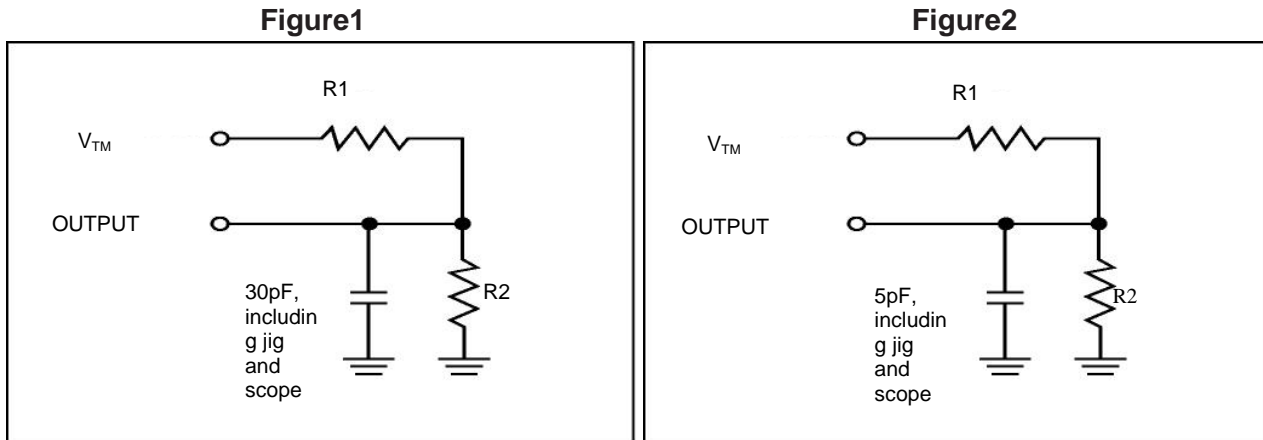 Figure1
R1
VTM
OUTPUT
30pF,
includin
g jig
and
scope
R2
Figure2
R1
VTM
OUTPUT
5pF,
includin
g jig
and
scope
R2